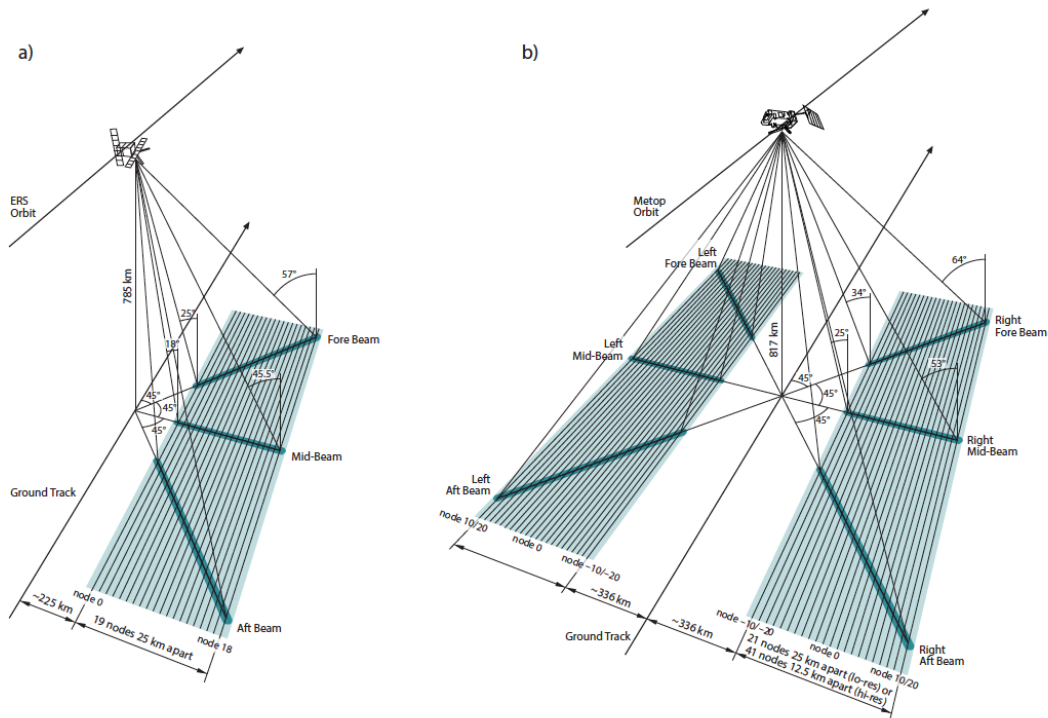 a)
ERS
Orbit
785 km
57°
25°
18°
Fore Beam
45.5°
45°
45°
45°
Mid-Beam
Ground Track
~225 km
node 0
19 nodes 25 km apart
node 18
Aft Beam
b)
Metop
Orbit
Left
Fore Beam
64°
34°
25°
817 km
Right
Fore Beam
Left
Mid-Beam
53°
45°
45°
45°
Right
Mid-Beam
Left
Aft Beam
node 10/20
node 0
node –10/–20
~336 km
Ground Track
~336 km
node –10/–20
node 0
node 10/20
21 nodes 25 km apart (lo-res) or
41 nodes 12.5 km apart (hi-res)
Right
Aft Beam